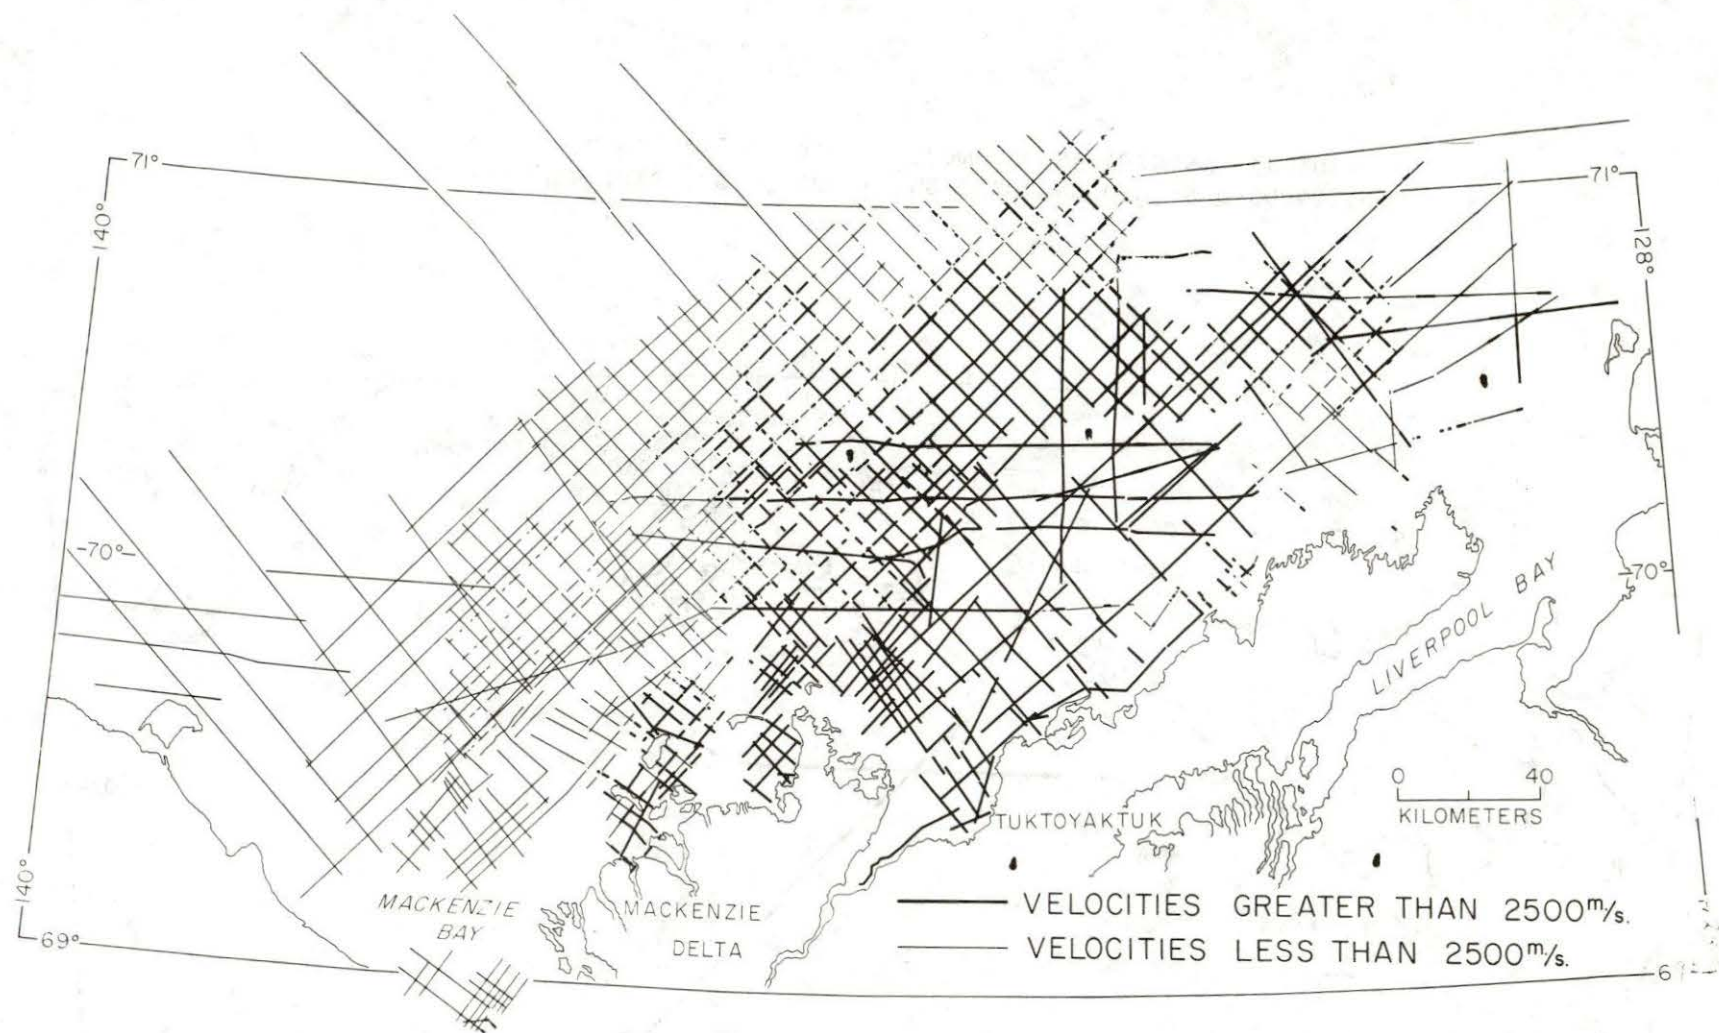 71°
71°
140°
128°
70°
70°
LIVERPOOL BAY
0 40
KILOMETERS
TUKTOYAKTUK
140°
MACKENZIE
BAY
MACKENZIE
DELTA
VELOCITIES GREATER THAN 2500m/s.
VELOCITIES LESS THAN 2500m/s.
69°